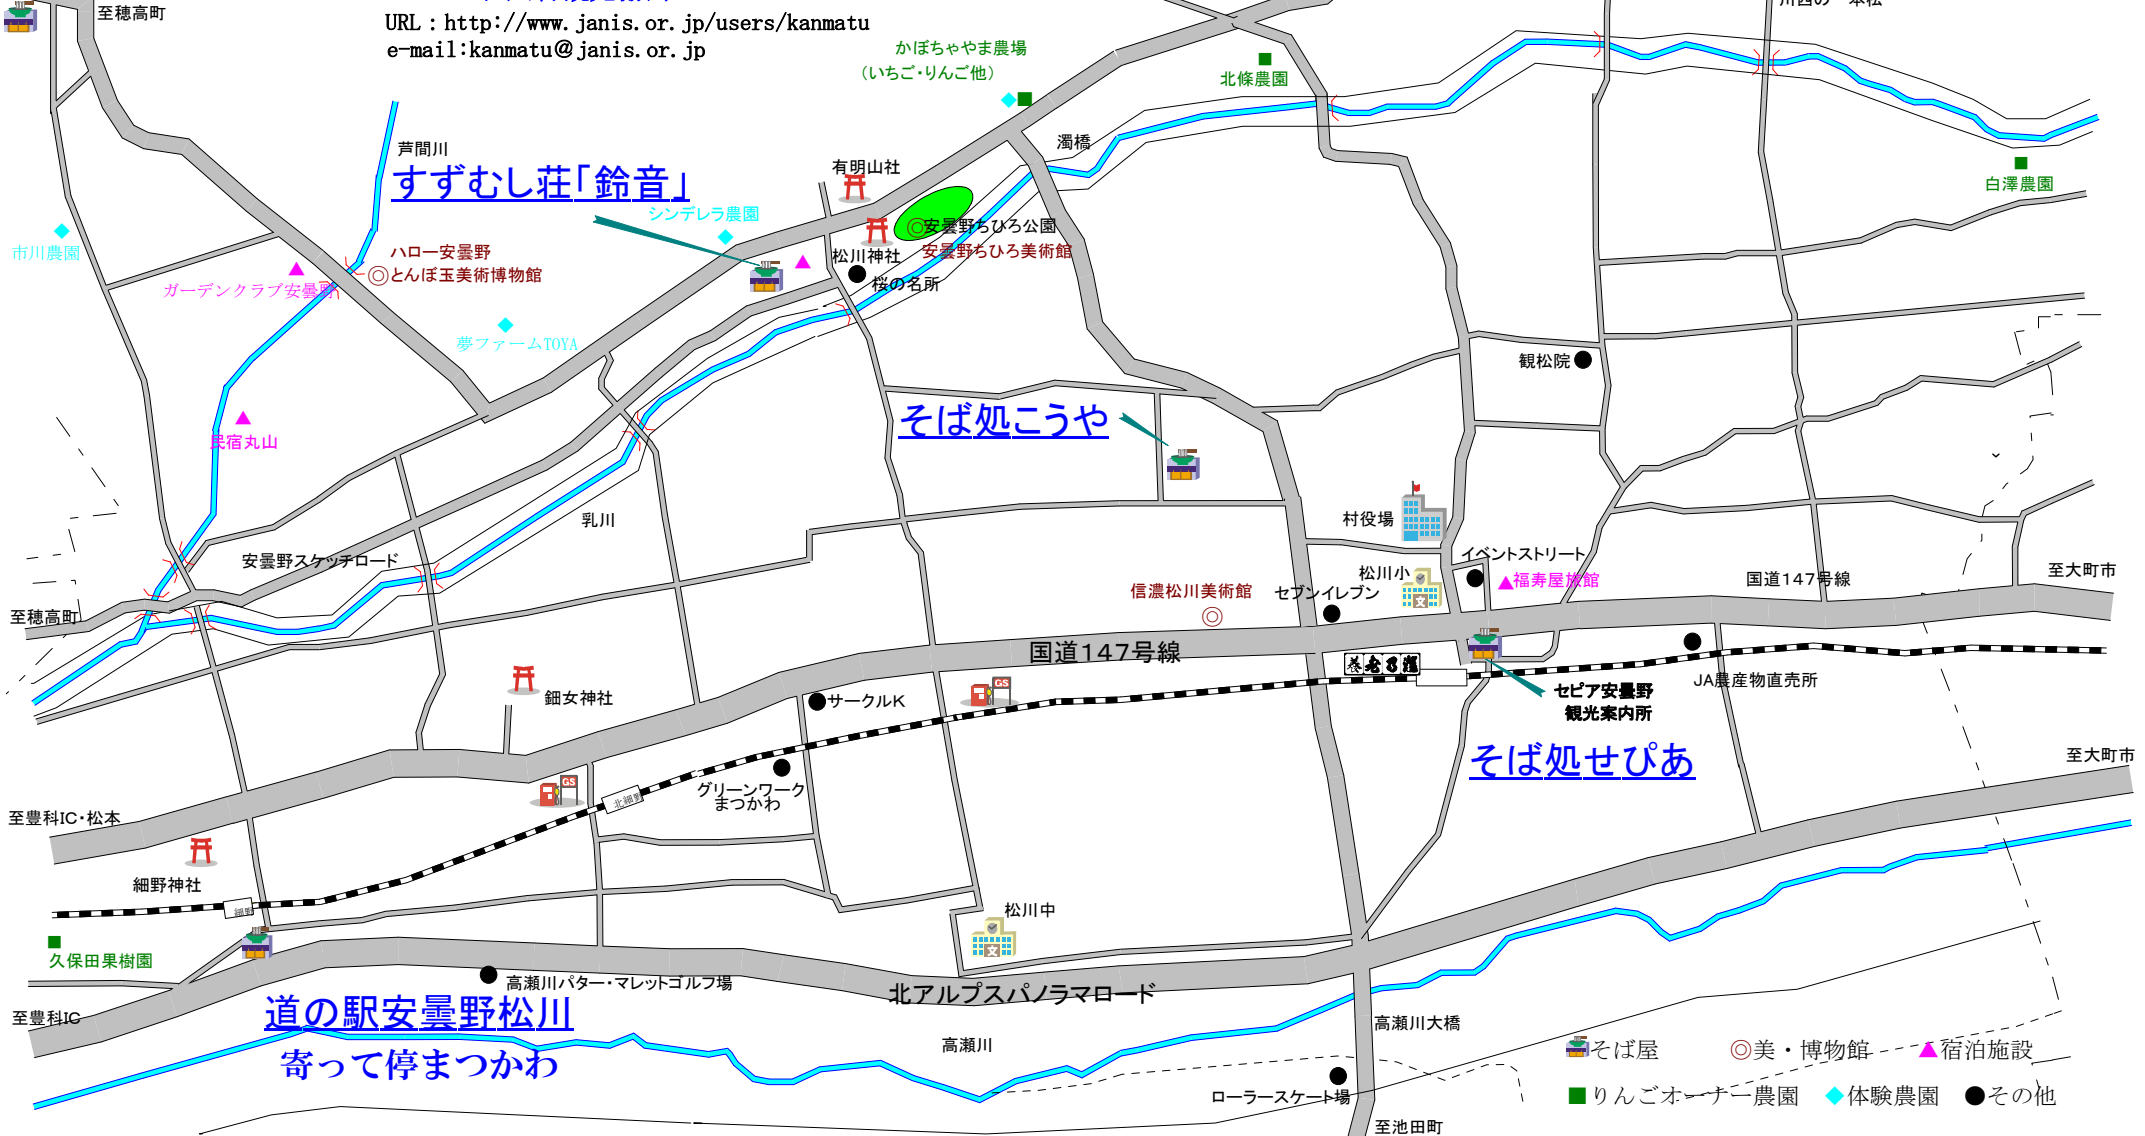 至穂高町
URL：http://www.janis.or.jp/users/kanmatu
e-mail:kanmatu@janis.or.jp
かぼちゃやま農場
（いちご・りんご他）
北條農園
芦間川
濁橋
有明山社
すずむし荘「鈴音」
白澤農園
シンデレラ農園
安曇野ちひろ公園
市川農園
ハロー安曇野
とんぼ玉美術博物館
松川神社
安曇野ちひろ美術館
桜の名所
ガーデンクラブ安曇野
夢ファームTOYA
観松院
そば処こうや
民宿丸山
乳川
村役場
安曇野スケッチロード
イベントストリート
松川小
福寿屋旅館
国道147号線
至大町市
信濃松川美術館
セブンイレブン
至穂高町
国道147号線
養老乃瀧
鈿女神社
サークルK
GS
セピア安曇野
観光案内所
JA農産物直売所
そば処せぴあ
至大町市
GS
北細野
グリーンワーク
まつかわ
至豊科IC・松本
細野神社
細野
松川中
文
文
久保田果樹園
高瀬川パター・マレットゴルフ場
北アルプスパノラマロード
至豊科IC
道の駅安曇野松川
寄って停まつかわ
高瀬川
高瀬川大橋
そば屋
美・博物館
宿泊施設
ローラースケート場
りんごオーナー農園
体験農園
その他
至池田町